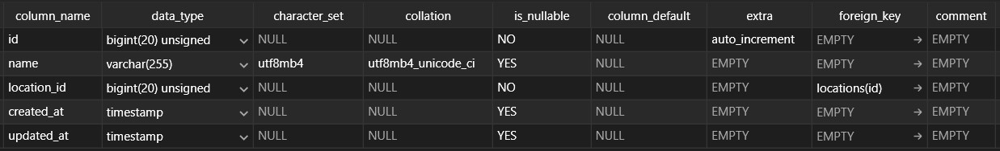 column_name data_type character_set collation is_nullable column_default extra foreign_key comment
id bigint(20) unsigned NULL NULL NO NULL auto_increment EMPTY → EMPTY
name varchar(255) utf8mb4 utf8mb4_unicode_ci YES NULL EMPTY EMPTY → EMPTY
location_id bigint(20) unsigned NULL NULL NO NULL EMPTY locations(id) → EMPTY
created_at timestamp NULL NULL YES NULL EMPTY EMPTY → EMPTY
updated_at timestamp NULL NULL YES NULL EMPTY EMPTY → EMPTY